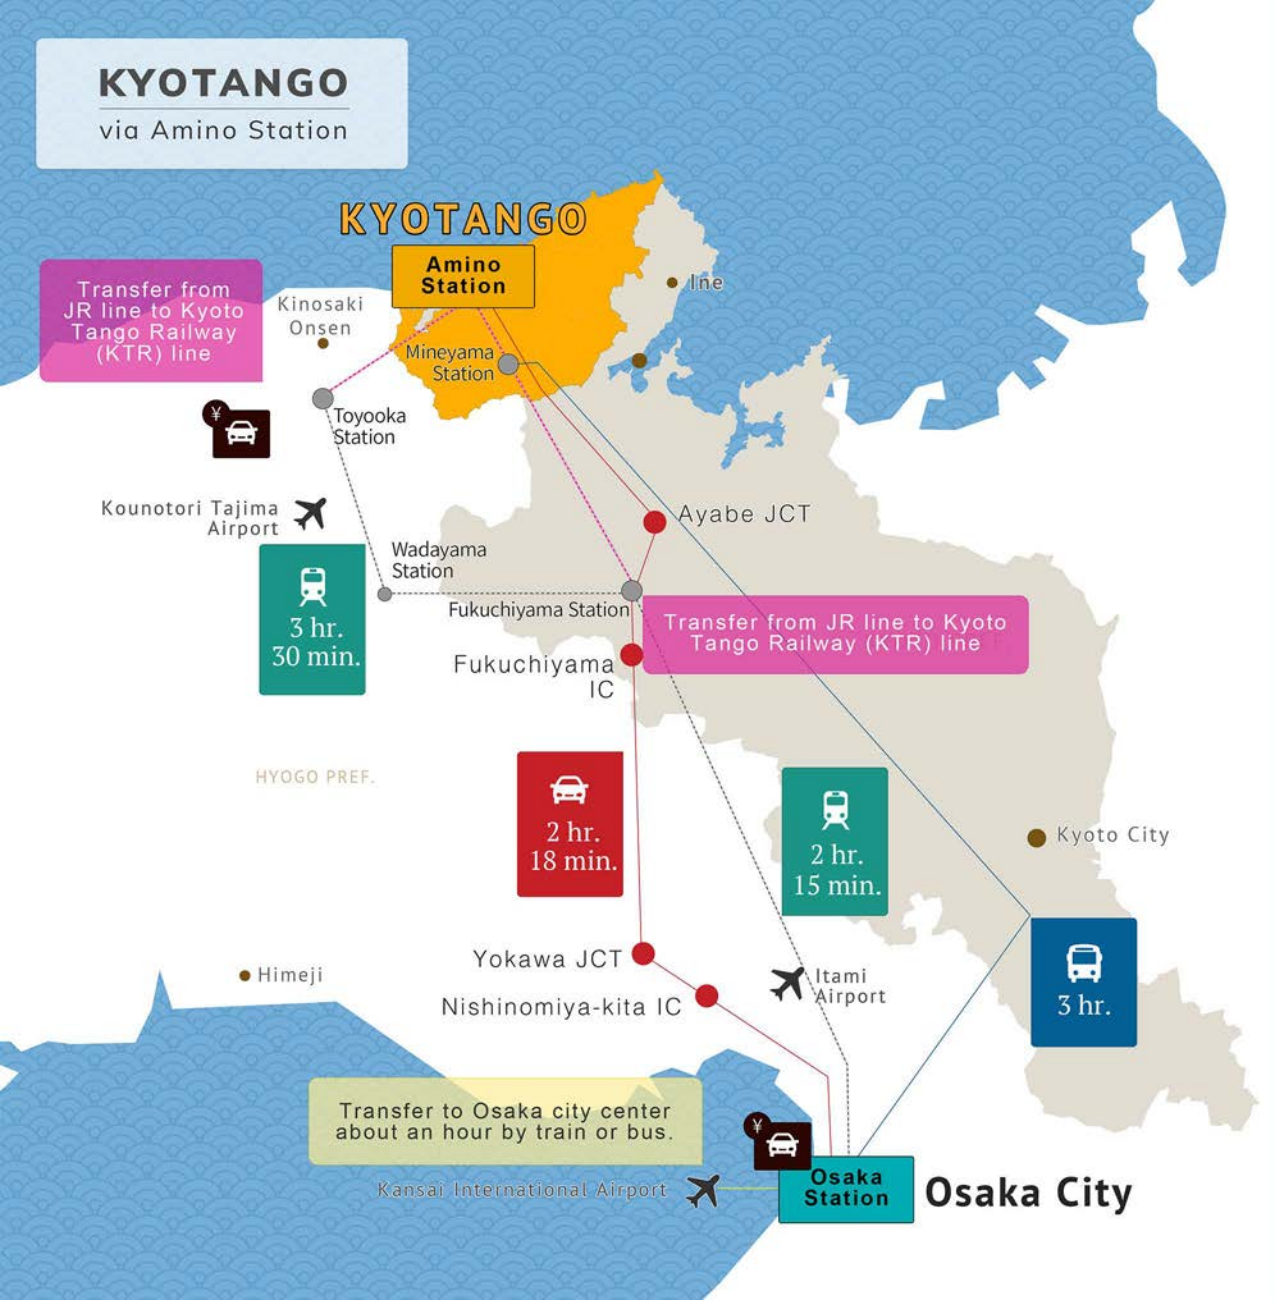 KYOTANGO
via Amino Station
KYOTANGO
Amino
Station
Ine
Transfer from
JR line to Kyoto
Tango Railway
(KTR) line
Kinosaki
Onsen
Mineyama
Station
¥
Toyooka
Station
Kounotori Tajima
Airport
Ayabe JCT
Wadayama
Station
3 hr.
30 min.
Fukuchiyama Station
Transfer from JR line to Kyoto
Tango Railway (KTR) line
Fukuchiyama
IC
HYOGO PREF.
2 hr.
18 min.
2 hr.
15 min.
Kyoto City
Yokawa JCT
Himeji
Itami
Airport
Nishinomiya-kita IC
3 hr.
Transfer to Osaka city center
about an hour by train or bus.
¥
Kansai International Airport
Osaka
Station
Osaka City